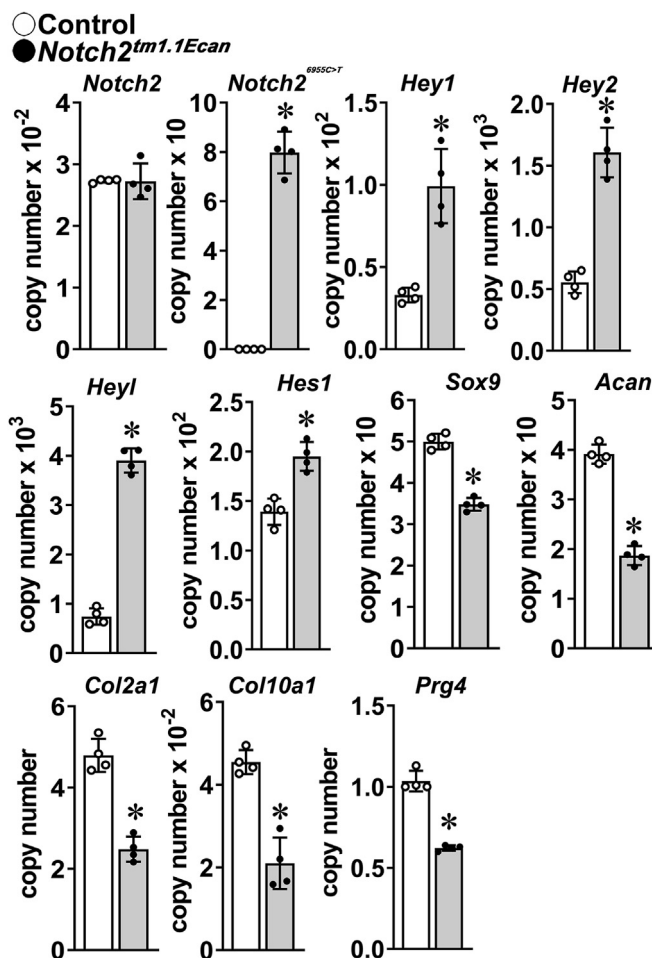 Control
Notch2tm1.1Ecan
Notch2
copy number x 10-2
4
3
2
1
0
Notch26955C>T
copy number x 10
10
8
6
4
2
0
*
Hey1
copy number x 102
1.5
1.0
0.5
0.0
*
Hey2
copy number x 103
2.0
1.5
1.0
0.5
0.0
*
Heyl
copy number x 103
5
4
3
2
1
0
*
Hes1
copy number x 102
2.5
2.0
1.5
1.0
0.5
0.0
*
Sox9
copy number x 10
6
5
4
3
2
1
0
*
Acan
copy number x 10
5
4
3
2
1
0
*
Col2a1
copy number
6
4
2
0
*
Col10a1
copy number x 10-2
6
4
2
0
*
Prg4
copy number
1.5
1.0
0.5
0.0
*